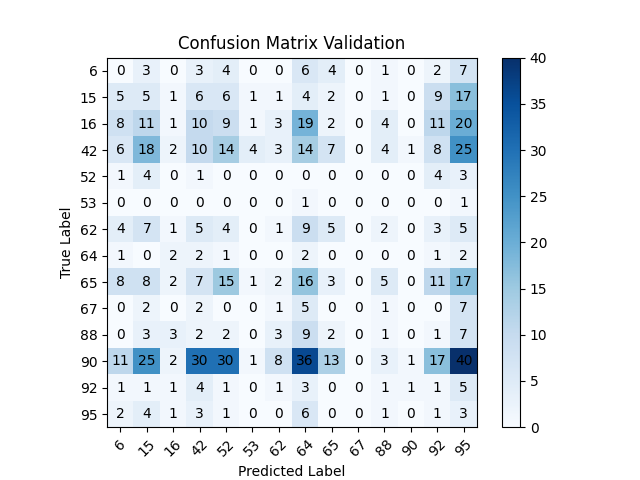 Confusion Matrix Validation
6 0 3 0 3 4 0 0 6 4 0 1 0 2 7
15 5 5 1 6 6 1 1 4 2 0 1 0 9 17
16 8 11 1 10 9 1 3 19 2 0 4 0 11 20
42 6 18 2 10 14 4 3 14 7 0 4 1 8 25
52 1 4 0 1 0 0 0 0 0 0 0 0 4 3
53 0 0 0 0 0 0 0 1 0 0 0 0 0 1
62 4 7 1 5 4 0 1 9 5 0 2 0 3 5
64 1 0 2 2 1 0 0 2 0 0 0 0 1 2
65 8 8 2 7 15 1 2 16 3 0 5 0 11 17
67 0 2 0 2 0 0 1 5 0 0 1 0 0 7
88 0 3 3 2 2 0 3 9 2 0 1 0 1 7
90 11 25 2 30 30 1 8 36 13 0 3 1 17 40
92 1 1 1 4 1 0 1 3 0 0 1 1 1 5
95 2 4 1 3 1 0 0 6 0 0 1 0 1 3
6 15 16 42 52 53 62 64 65 67 88 90 92 95
Predicted Label
True Label
40
35
30
25
20
15
10
5
0